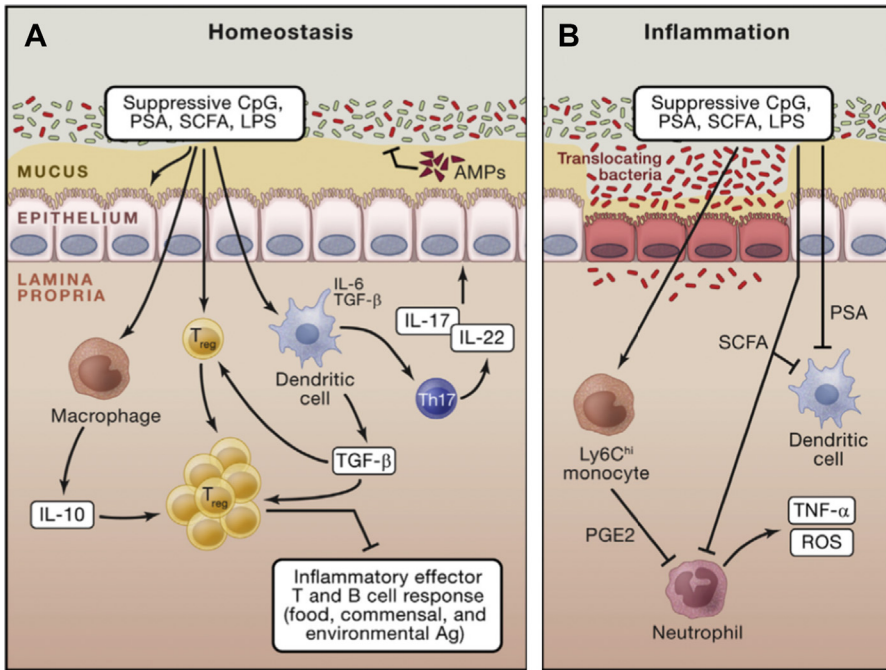 A
Homeostasis
Suppressive CpG,
PSA, SCFA, LPS
MUCUS
AMPs
EPITHELIUM
LAMINA
PROPRIA
IL-6
TGF-β
IL-17
IL-22
Treg
Dendritic
cell
Th17
Macrophage
TGF-β
Treg
IL-10
Inflammatory effector
T and B cell response
(food, commensal, and
environmental Ag)
B
Inflammation
Suppressive CpG,
PSA, SCFA, LPS
Translocating
bacteria
PSA
SCFA
Dendritic
cell
Ly6Chi
monocyte
PGE2
TNF-α
ROS
Neutrophil